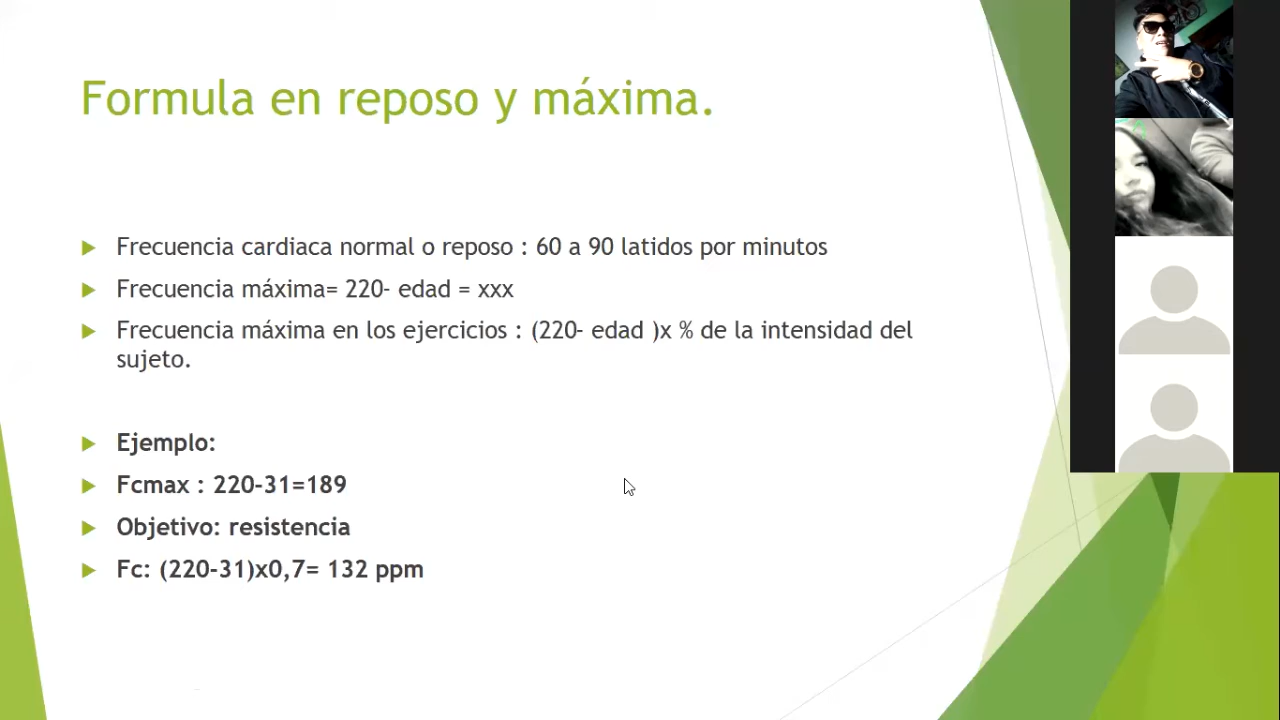 Formula en reposo y máxima.
Frecuencia cardiaca normal o reposo : 60 a 90 latidos por minutos
Frecuencia máxima= 220- edad = xxx
Frecuencia máxima en los ejercicios : (220- edad )x % de la intensidad del
sujeto.
Ejemplo:
Fcmax : 220-31=189
Objetivo: resistencia
Fc: (220-31)x0,7= 132 ppm